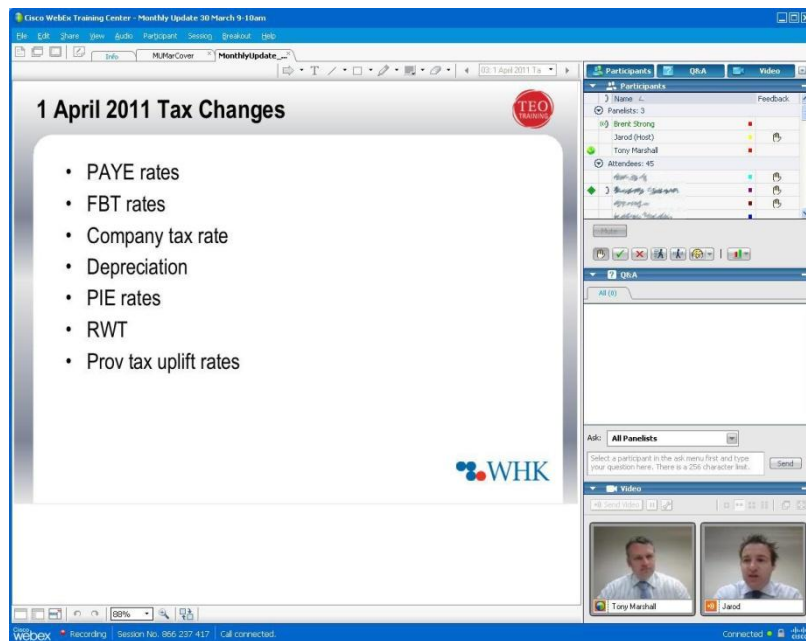 Cisco WebEx Training Center - Monthly Update 30 March 9-10am
File Edit Share View Audio Participant Session Breakout Help
Info MUMarCover MonthlyUpdate_...
T 03: 1 April 2011 Ta
1 April 2011 Tax Changes
TEO
TRAINING
• PAYE rates
• FBT rates
• Company tax rate
• Depreciation
• PIE rates
• RWT
• Prov tax uplift rates
WHK
88%
Participants Q&A Video
Participants
Name Feedback
Panelists: 3
Brent Strong
Jarod (Host)
Tony Marshall
Attendees: 45
Mute
Q&A
All (0)
Ask: All Panelists
Select a participant in the ask menu first and type
your question here. There is a 256 character limit.
Send
Video
Send Video
Tony Marshall
Jarod
Cisco
webex Recording Session No. 866 237 417 Call connected. Connected